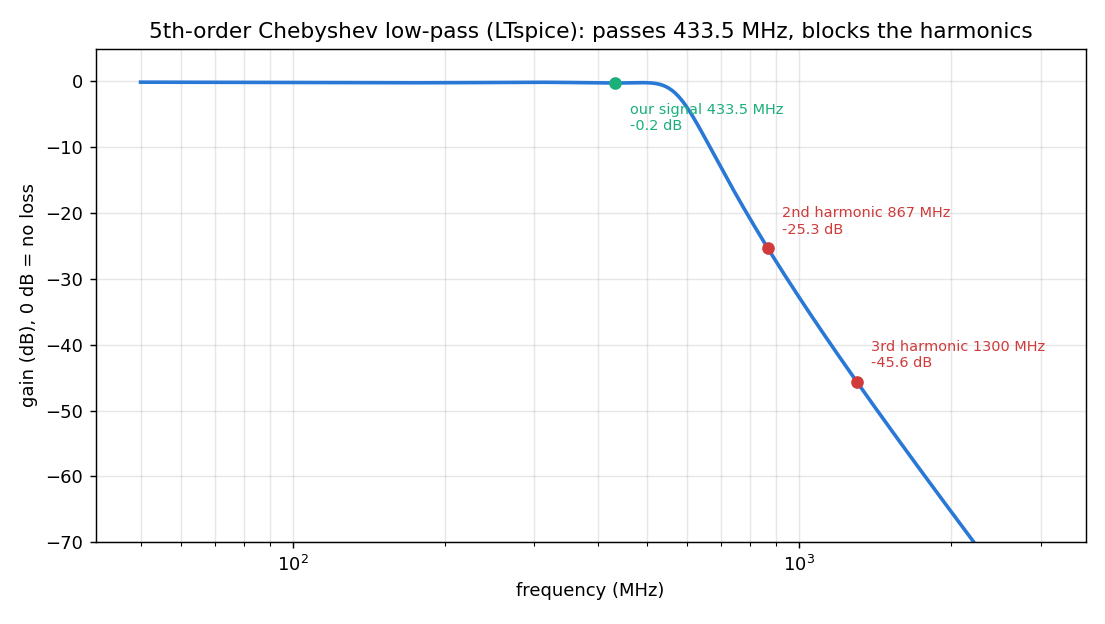 5th-order Chebyshev low-pass (LTspice): passes 433.5 MHz, blocks the harmonics
gain (dB), 0 dB = no loss
0
−10
−20
−30
−40
−50
−60
−70
our signal 433.5 MHz
-0.2 dB
2nd harmonic 867 MHz
-25.3 dB
3rd harmonic 1300 MHz
-45.6 dB
10² 10³
frequency (MHz)